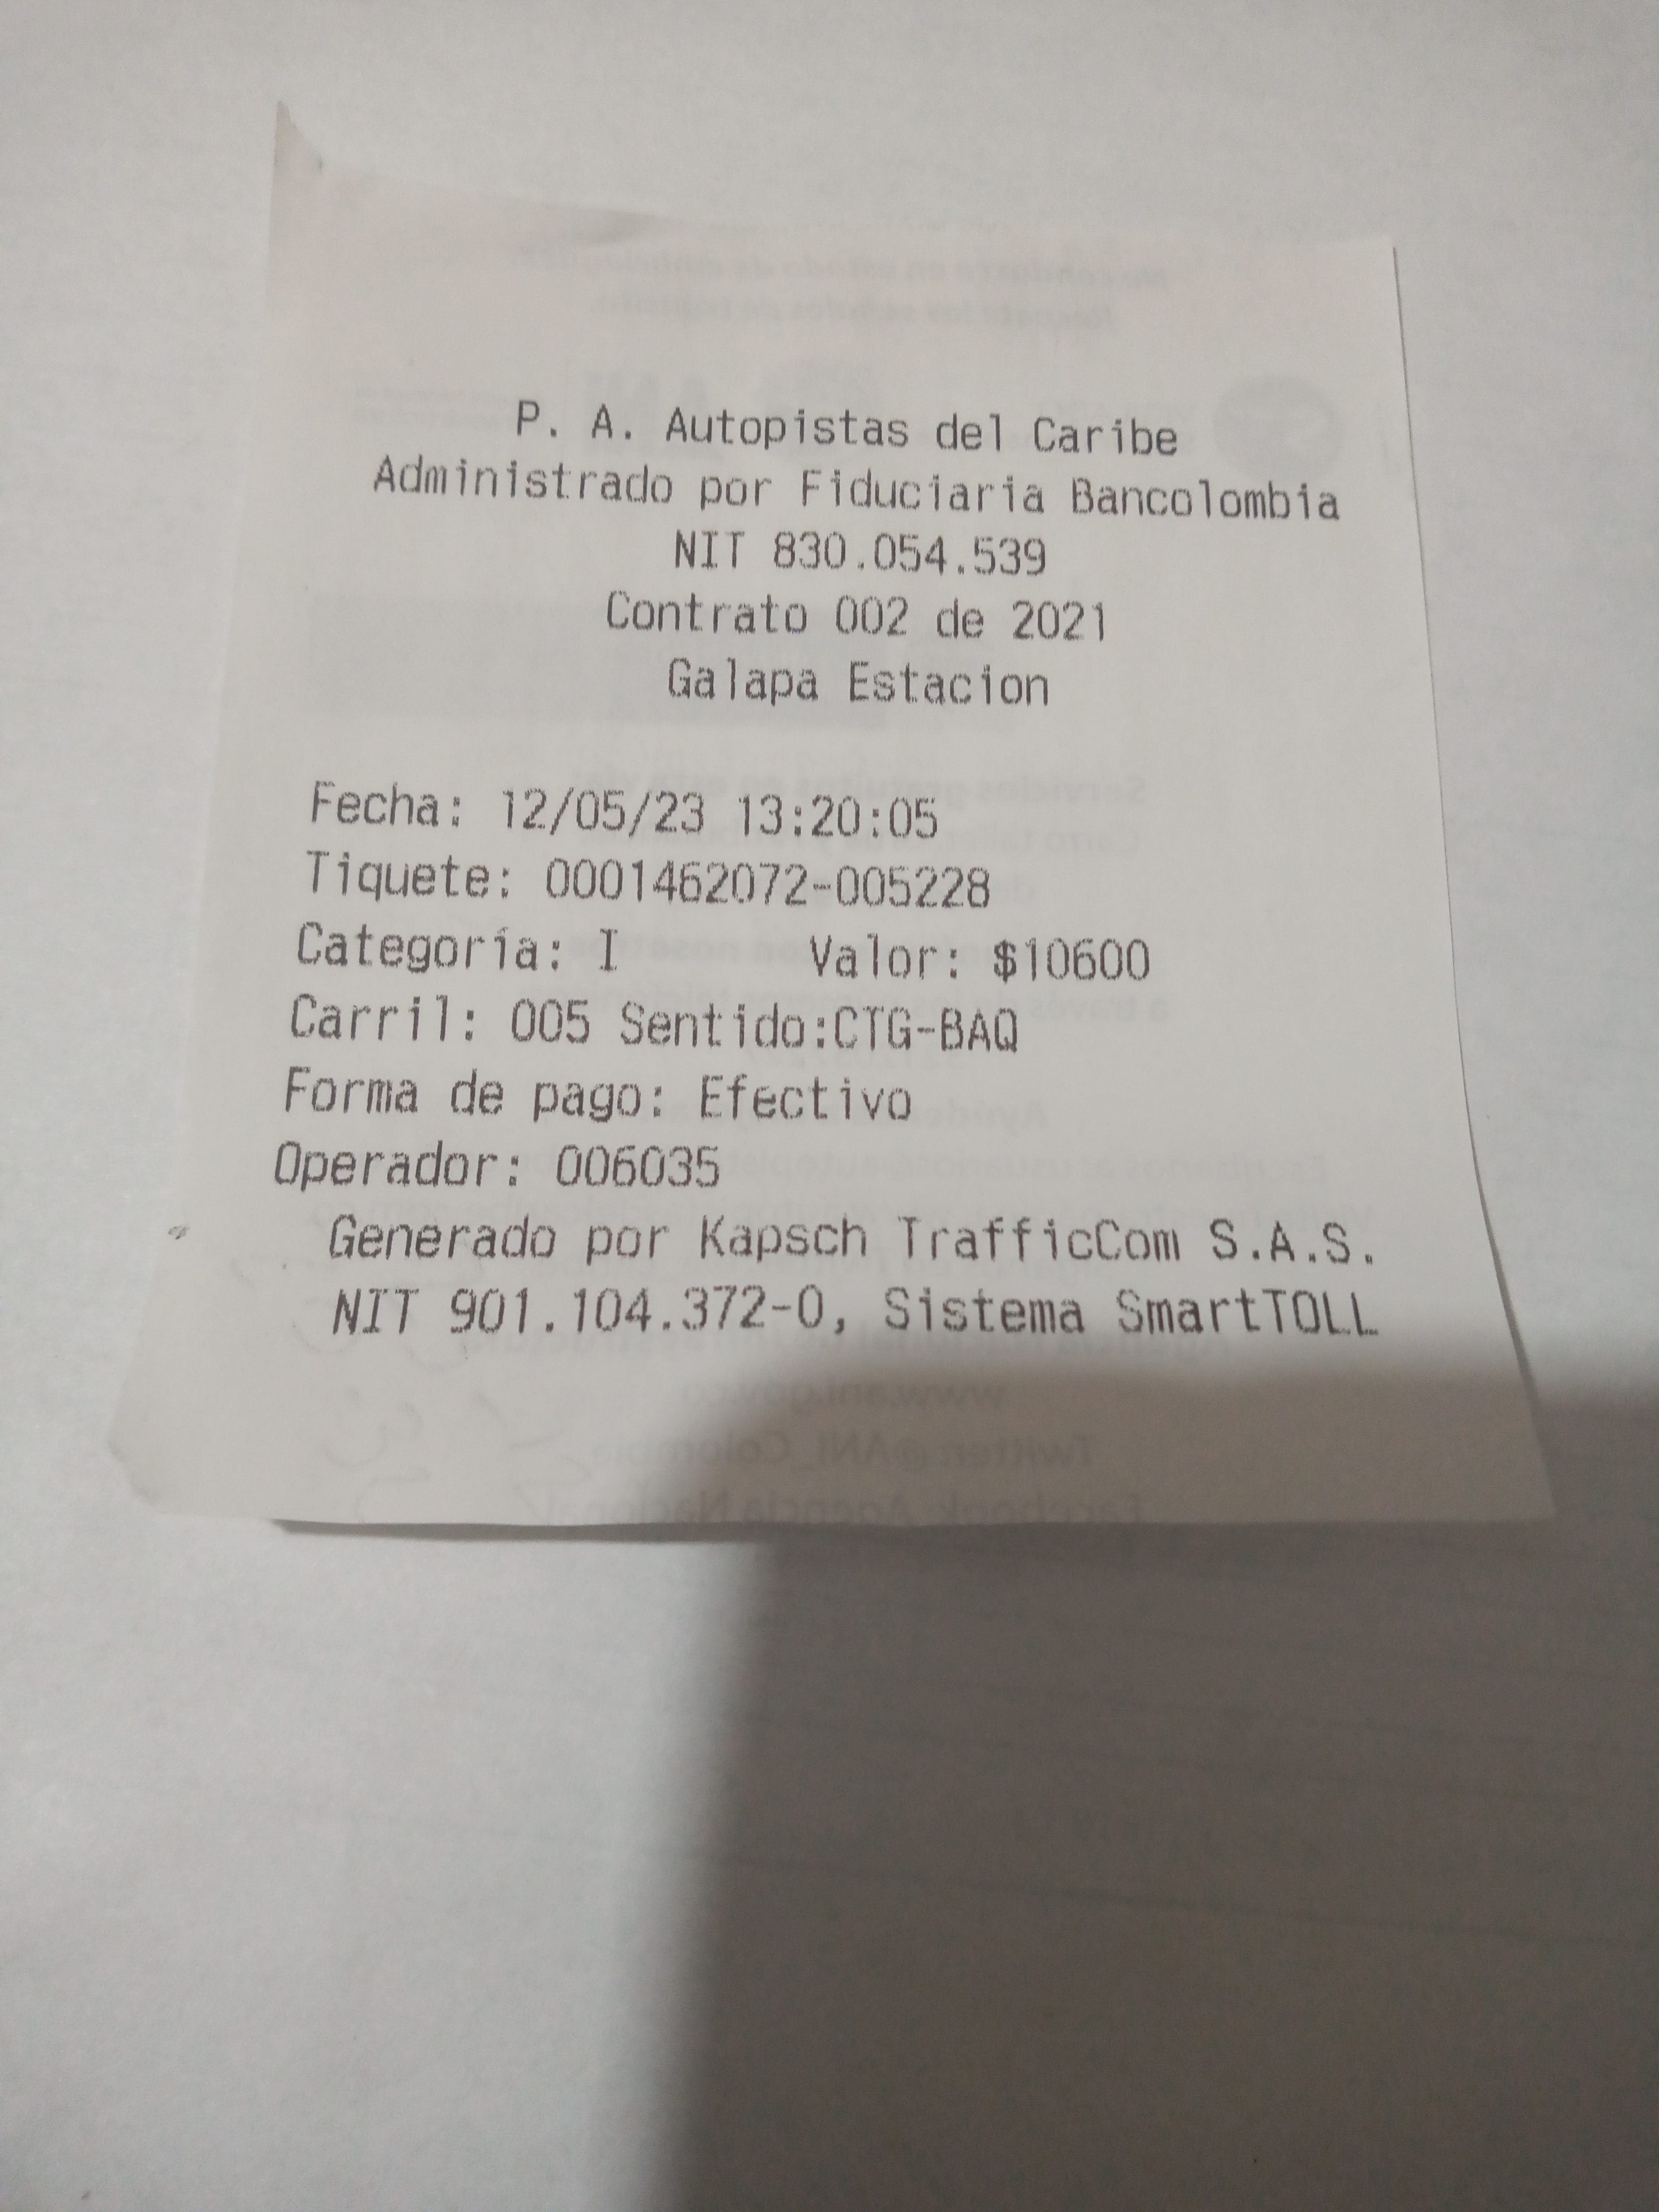 P. A. Autopistas del Caribe
Administrado por Fiduciaria Bancolombia
NIT 830.054.539
Contrato 002 de 2021
Galapa Estacion
Fecha: 12/05/23 13:20:05
Tiquete: 0001462072-005228
Categoría: I Valor: $10600
Carril: 005 Sentido:CTG-BAQ
Forma de pago: Efectivo
Operador: 006035
Generado por Kapsch TrafficCom S.A.S.
NIT 901.104.372-0, Sistema SmartTOLL